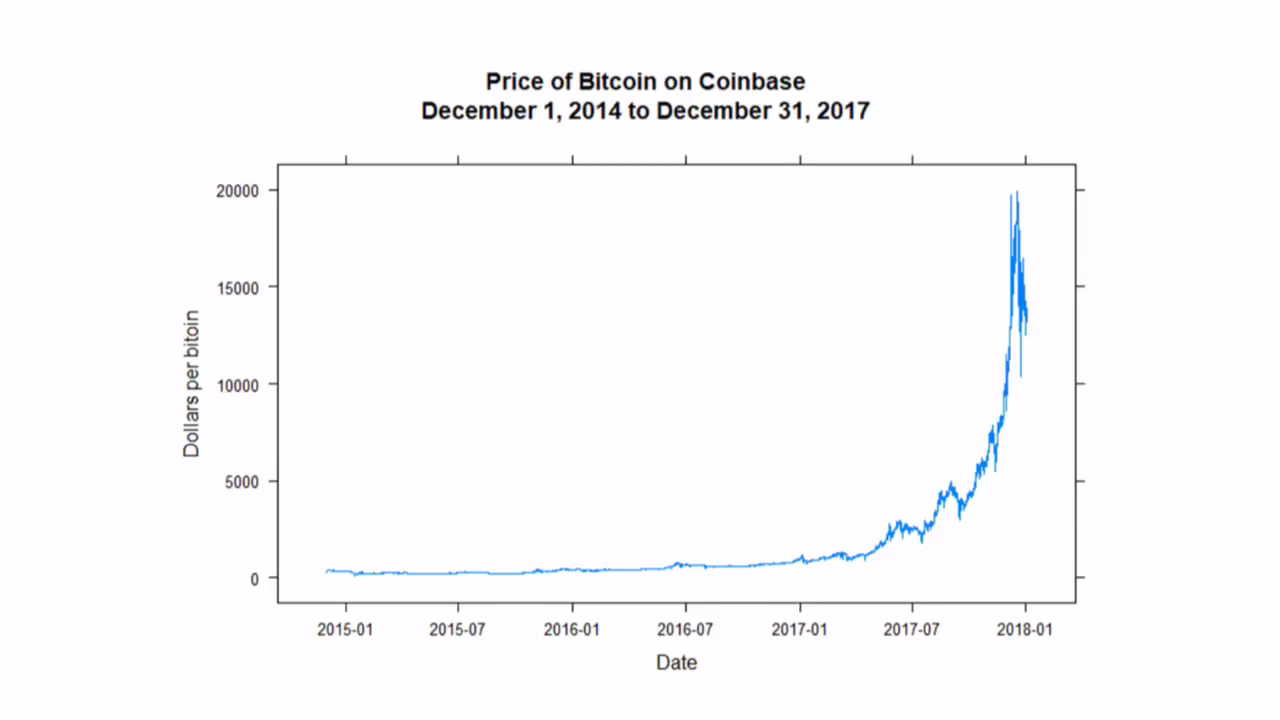 Price of Bitcoin on Coinbase
December 1, 2014 to December 31, 2017
20000
15000
10000
5000
0
Dollars per bitoin
2015-01 2015-07 2016-01 2016-07 2017-01 2017-07 2018-01
Date